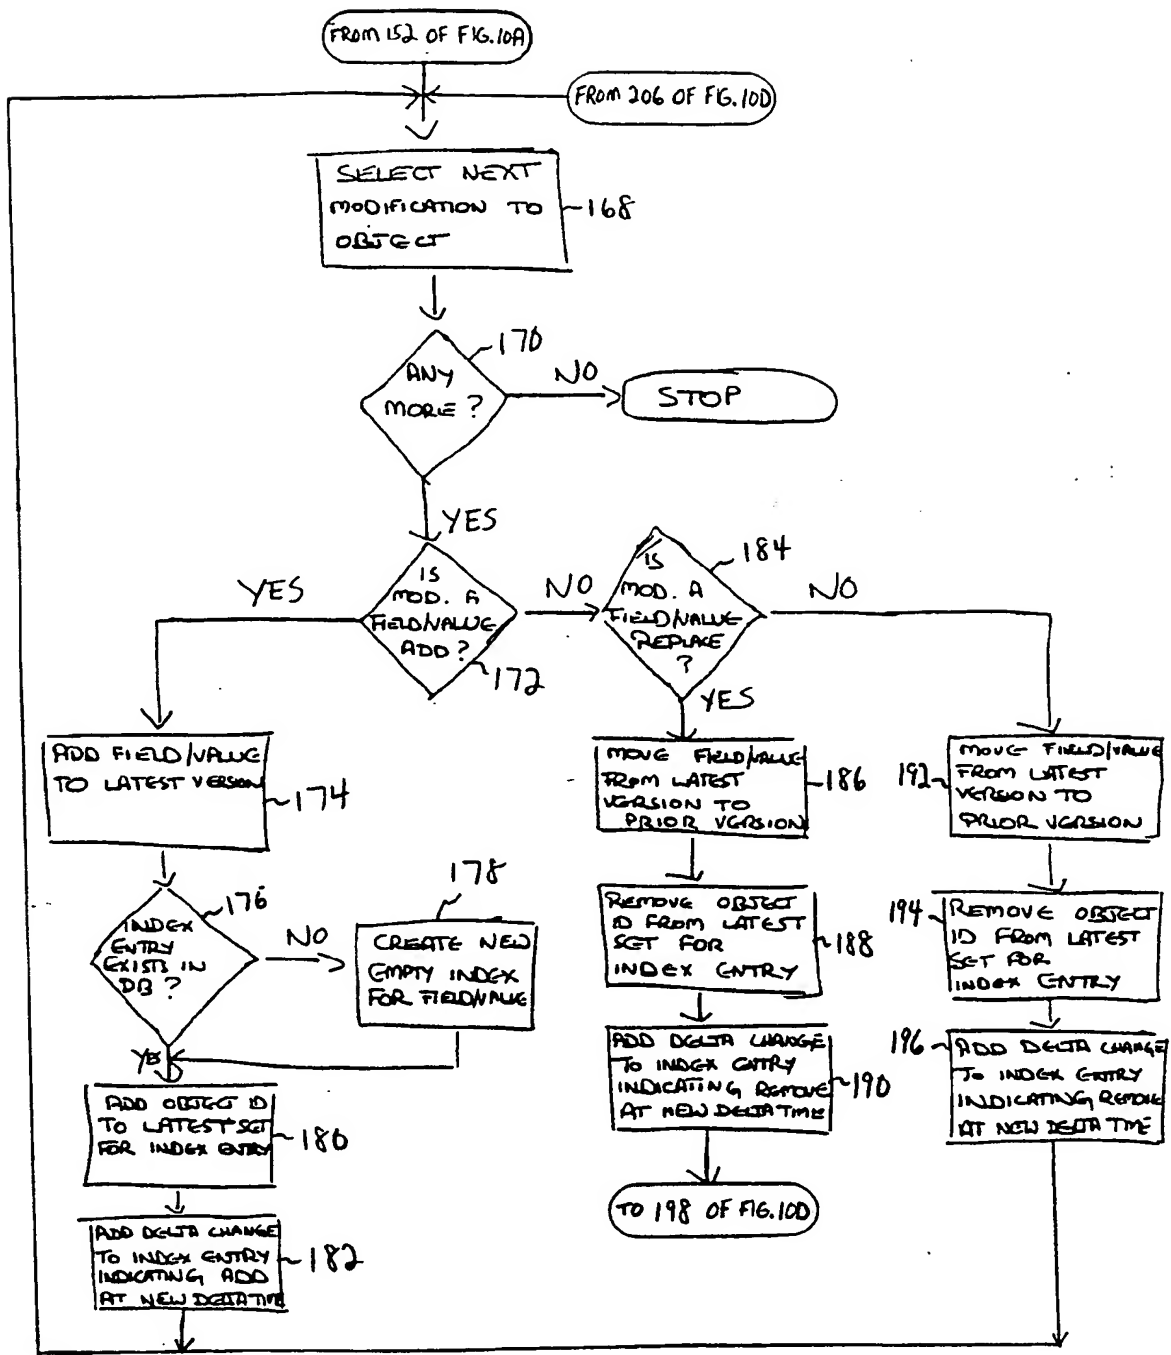 FROM 152 OF FIG.10A
FROM 206 OF FIG.10D
SELECT NEXT
MODIFICATION TO
OBJECT
168
170
ANY
MORE?
NO
STOP
YES
184
IS
MOD. A
FIELD/VALUE
ADD?
172
YES
NO
IS
MOD. A
FIELD/VALUE
REPLACE
?
NO
YES
ADD FIELD/VALUE
TO LATEST VERSION
174
MOVE FIELD/VALUE
FROM LATEST
VERSION TO
PRIOR VERSION
186
192
MOVE FIELD/VALUE
FROM LATEST
VERSION TO
PRIOR VERSION
176
INDEX
ENTRY
EXISTS IN
DB?
NO
178
CREATE NEW
EMPTY INDEX
FOR FIELD/VALUE
REMOVE OBJECT
ID FROM LATEST
SET FOR
INDEX ENTRY
188
194
REMOVE OBJECT
ID FROM LATEST
SET FOR
INDEX ENTRY
YES
ADD OBJECT ID
TO LATEST SET
FOR INDEX ENTRY
180
ADD DELTA CHANGE
TO INDEX ENTRY
INDICATING REMOVE
AT NEW DELTA TIME
190
196
ADD DELTA CHANGE
TO INDEX ENTRY
INDICATING REMOVE
AT NEW DELTA TIME
ADD DELTA CHANGE
TO INDEX ENTRY
INDICATING ADD
AT NEW DELTA TIME
182
TO 198 OF FIG.10D